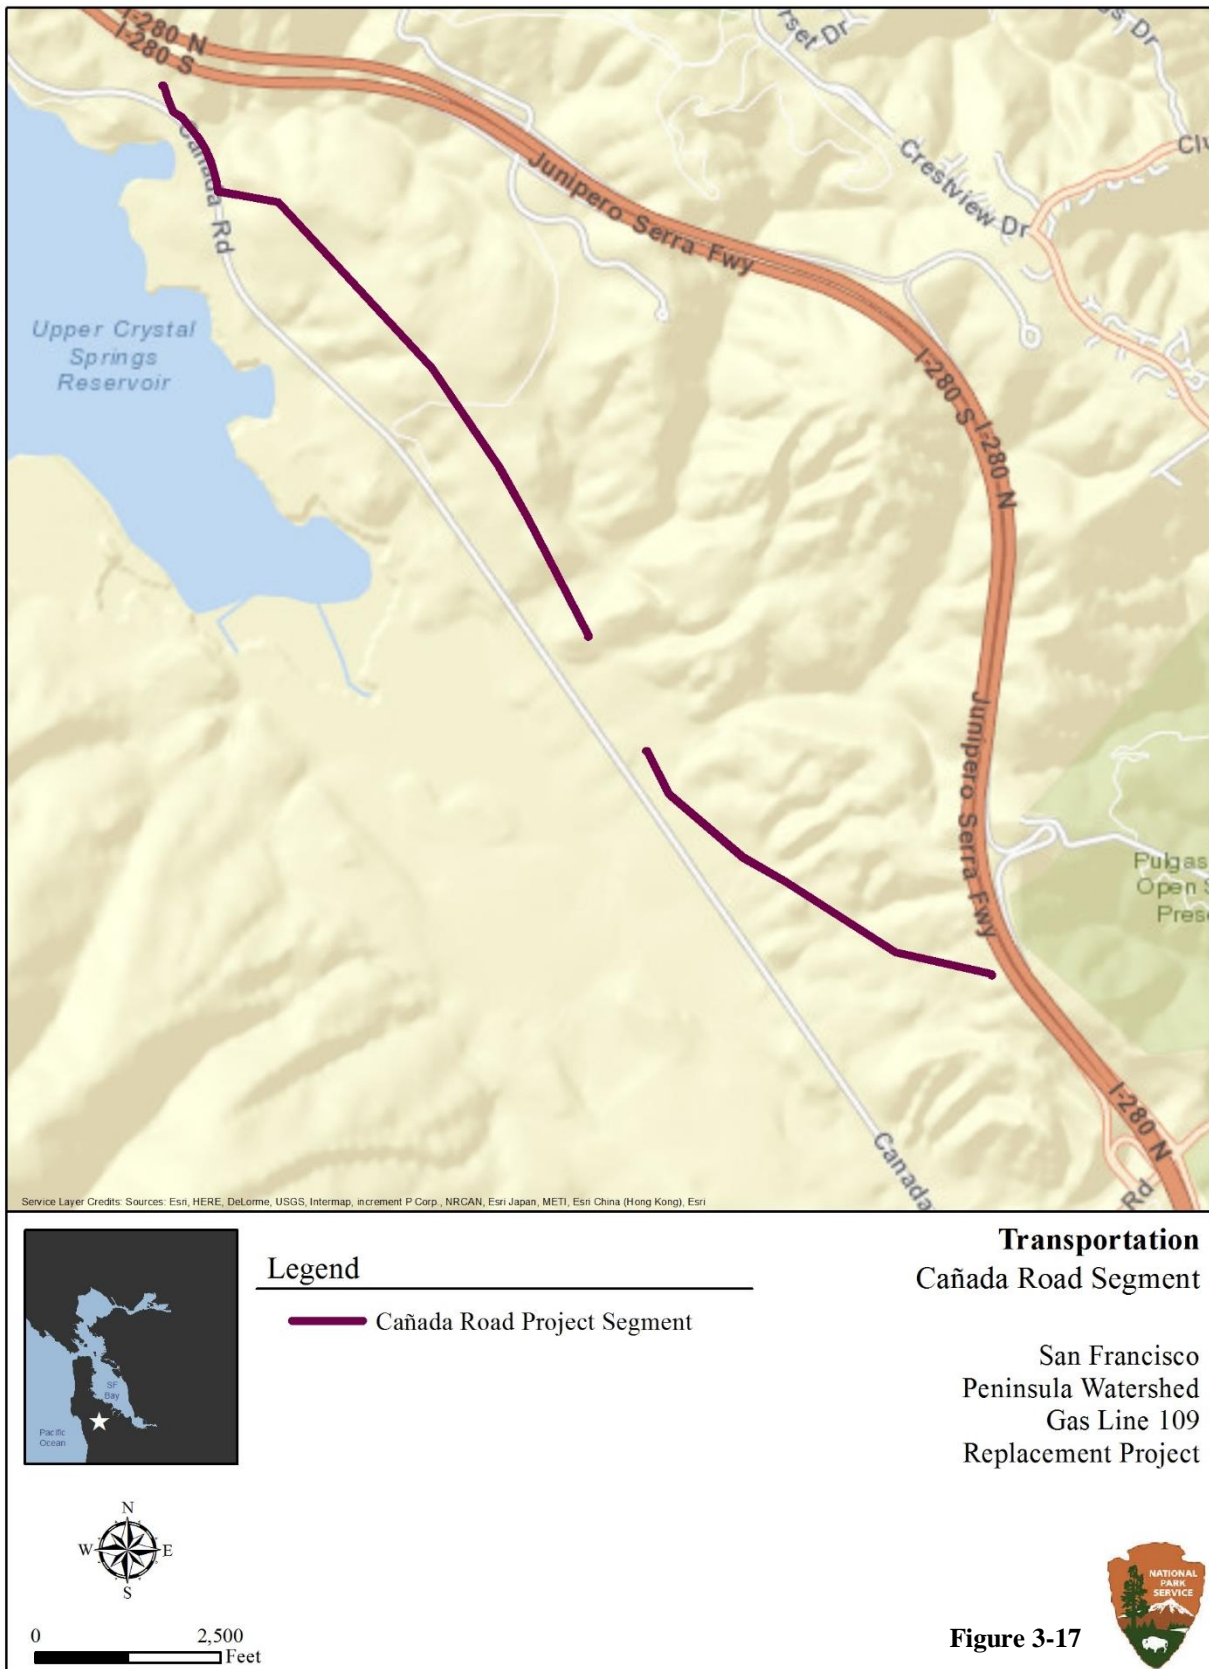 I-280 N
I-280 S
Canada Rd
Junipero Serra Fwy
Crestview Dr
Dr
Upper Crystal
Springs
Reservoir
I-280 S
I-280 N
Junipero Serra Fwy
Open
I-280 N
Canada
Rd
Service Layer Credits: Sources: Esri, HERE, DeLorme, USGS, Intermap, increment P Corp., NRCAN, Esri Japan, METI, Esri China (Hong Kong), Esri
Pacific
Ocean
SF
Bay
N
W E
S
0 2,500
Feet
Legend
Cañada Road Project Segment
Transportation
Cañada Road Segment
San Francisco
Peninsula Watershed
Gas Line 109
Replacement Project
NATIONAL
PARK
SERVICE
Figure 3-17